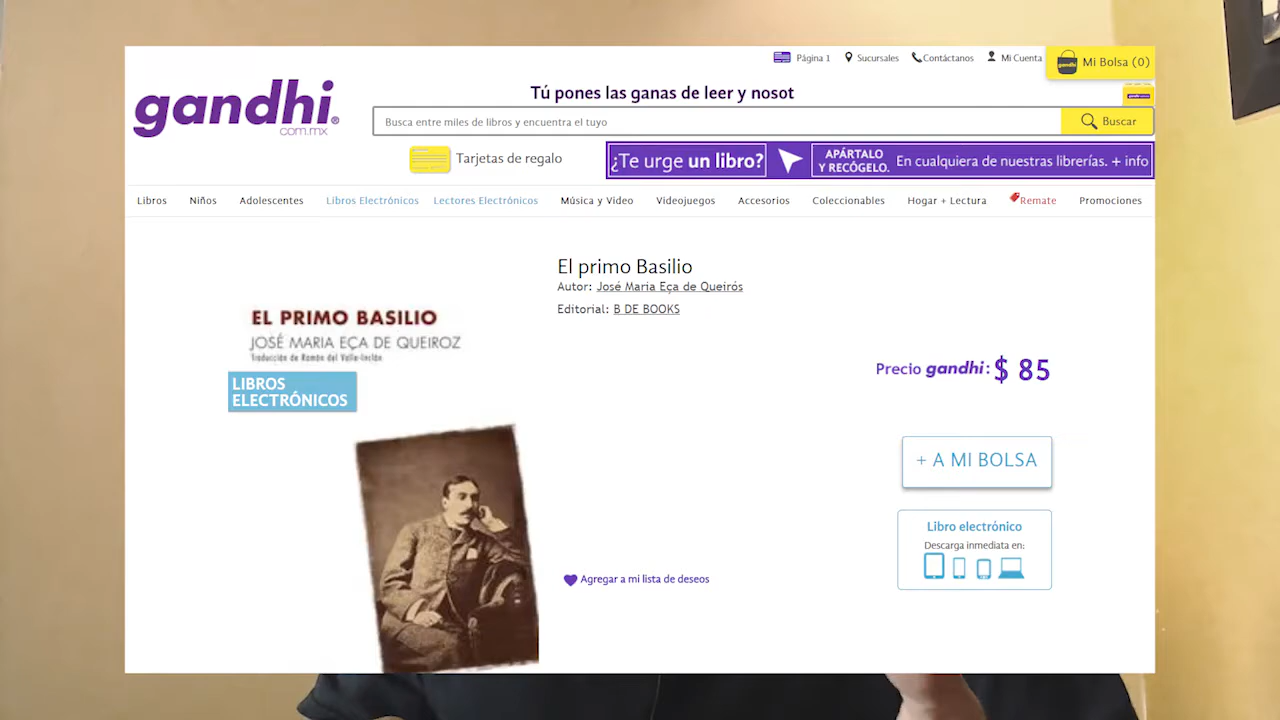 Página 1
Sucursales
Contáctanos
Mi Cuenta
Mi Bolsa (0)
gandhi
com.mx
Tú pones las ganas de leer y nosot
Busca entre miles de libros y encuentra el tuyo
Buscar
Tarjetas de regalo
¿Te urge un libro?
APÁRTALO
Y RECÓGELO.
En cualquiera de nuestras librerías. + info
Libros
Niños
Adolescentes
Libros Electrónicos
Lectores Electrónicos
Música y Video
Videojuegos
Accesorios
Coleccionables
Hogar + Lectura
Remate
Promociones
El primo Basilio
Autor: José Maria Eça de Queirós
Editorial: B DE BOOKS
EL PRIMO BASILIO
JOSÉ MARIA EÇA DE QUEIROZ
Traducción de Ramón del Valle-Inclán
LIBROS
ELECTRÓNICOS
Precio gandhi: $ 85
+ A MI BOLSA
Libro electrónico
Descarga inmediata en:
Agregar a mi lista de deseos